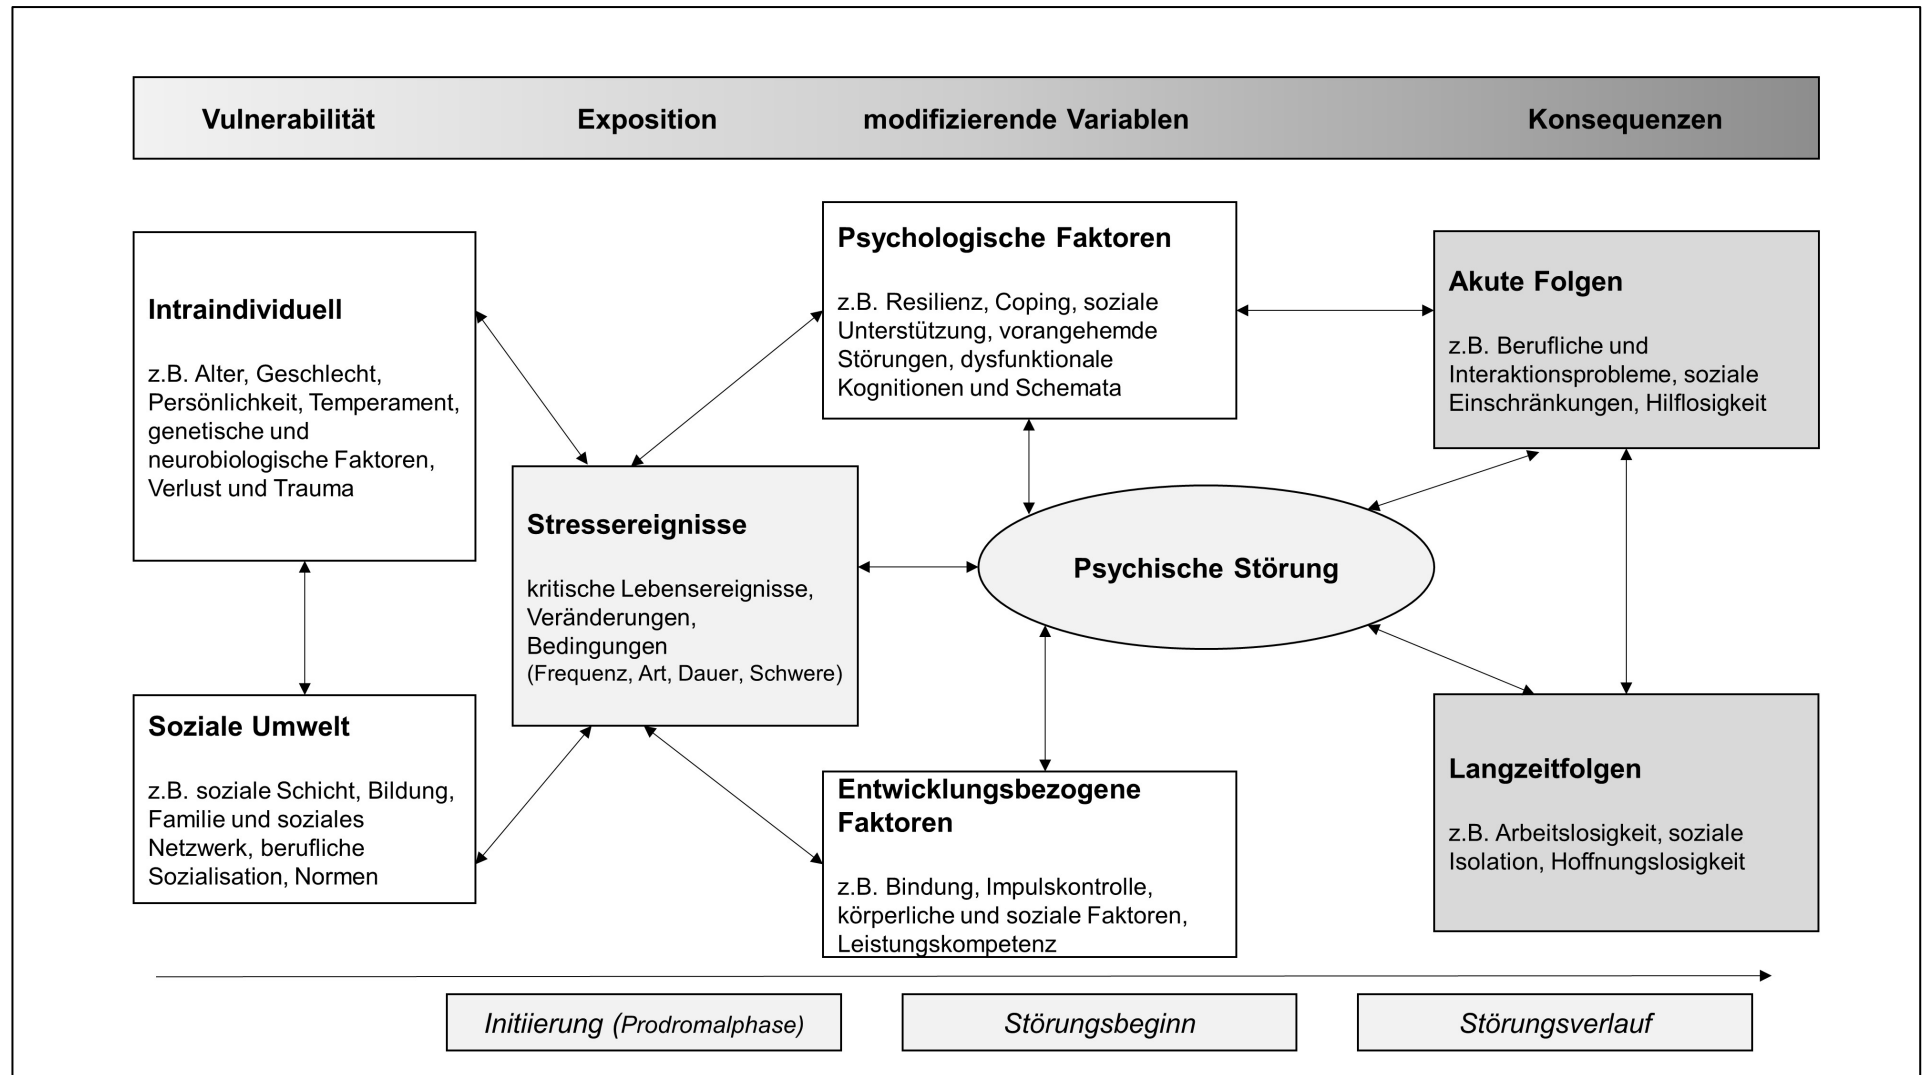 Vulnerabilität Exposition modifizierende Variablen Konsequenzen
Intraindividuell
z.B. Alter, Geschlecht,
Persönlichkeit, Temperament,
genetische und
neurobiologische Faktoren,
Verlust und Trauma
Soziale Umwelt
z.B. soziale Schicht, Bildung,
Familie und soziales
Netzwerk, berufliche
Sozialisation, Normen
Stressereignisse
kritische Lebensereignisse,
Veränderungen,
Bedingungen
(Frequenz, Art, Dauer, Schwere)
Psychologische Faktoren
z.B. Resilienz, Coping, soziale
Unterstützung, vorangehemde
Störungen, dysfunktionale
Kognitionen und Schemata
Psychische Störung
Entwicklungsbezogene
Faktoren
z.B. Bindung, Impulskontrolle,
körperliche und soziale Faktoren,
Leistungskompetenz
Akute Folgen
z.B. Berufliche und
Interaktionsprobleme, soziale
Einschränkungen, Hilflosigkeit
Langzeitfolgen
z.B. Arbeitslosigkeit, soziale
Isolation, Hoffnungslosigkeit
Initiierung (Prodromalphase)
Störungsbeginn
Störungsverlauf